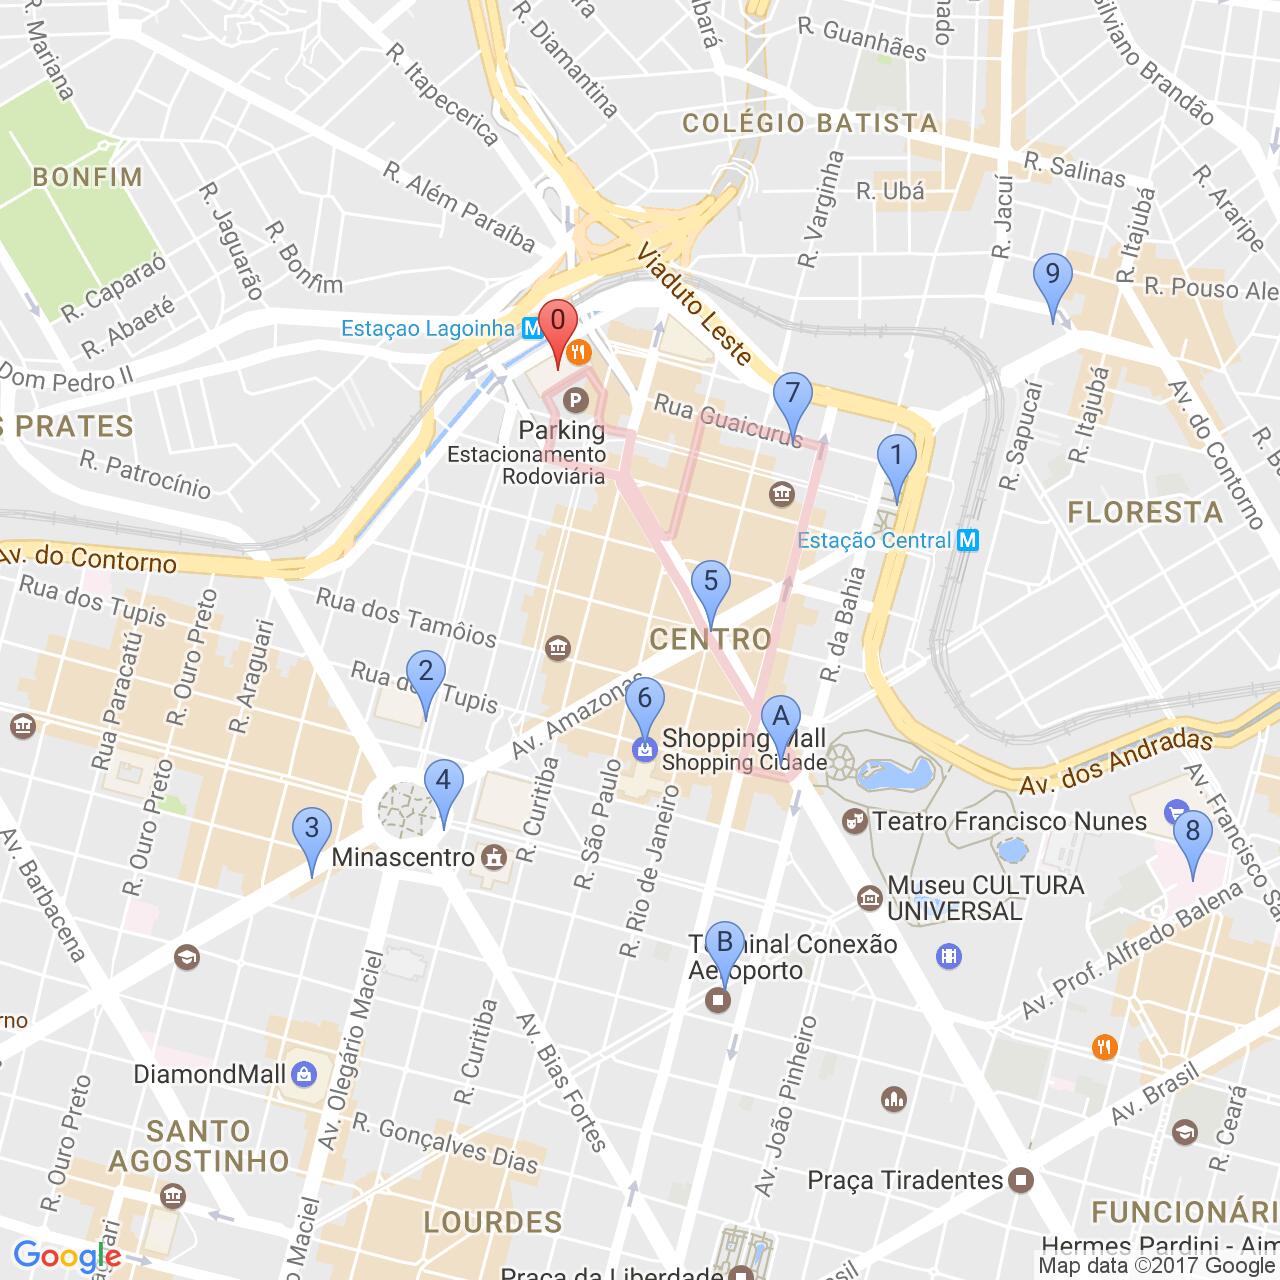 R. Mariana
R. Itapecerica
R. Diamantina
R. Guanhães
Silviano Brandão
COLÉGIO BATISTA
BONFIM
R. Além Paraíba
R. Jaguarão
R. Bonfim
R. Varginha
R. Ubá
R. Jacuí
R. Salinas
R. Itajubá
R. Araripe
R. Caparaó
R. Abaeté
Viaduto Leste
9
R. Pouso Ale
Estaçao Lagoinha M
0
Dom Pedro II
S PRATES
R. Patrocínio
P
Parking
Estacionamento
Rodoviária
Rua Guaicurus
7
1
R. Sapucaí
R. Itajubá
Av. do Contorno
FLORESTA
Estação Central M
Av. do Contorno
Rua dos Tupis
R. Ouro Preto
Rua Paracatú
R. Araguari
Rua dos Tamôios
Rua dos Tupis
2
5
CENTRO
R. da Bahia
Av. Amazonas
6
A
Shopping Mall
Shopping Cidade
Av. dos Andradas
R. Ouro Preto
4
3
Minascentro
R. Curitiba
R. São Paulo
R. Rio de Janeiro
Teatro Francisco Nunes
8
Av. Francisco Sa
Museu CULTURA
UNIVERSAL
Av. Barbacena
B
Terminal Conexão
Aeroporto
Av. Prof. Alfredo Balena
rno
Av. Olegário Maciel
R. Curitiba
Av. Bias Fortes
Av. João Pinheiro
DiamondMall
R. Gonçalves Dias
R. Ouro Preto
SANTO
AGOSTINHO
Av. Brasil
R. Ceará
Praça Tiradentes
LOURDES
FUNCIONÁRI
Hermes Pardini - Aim
Google
Praça da Liberdade
Map data ©2017 Google